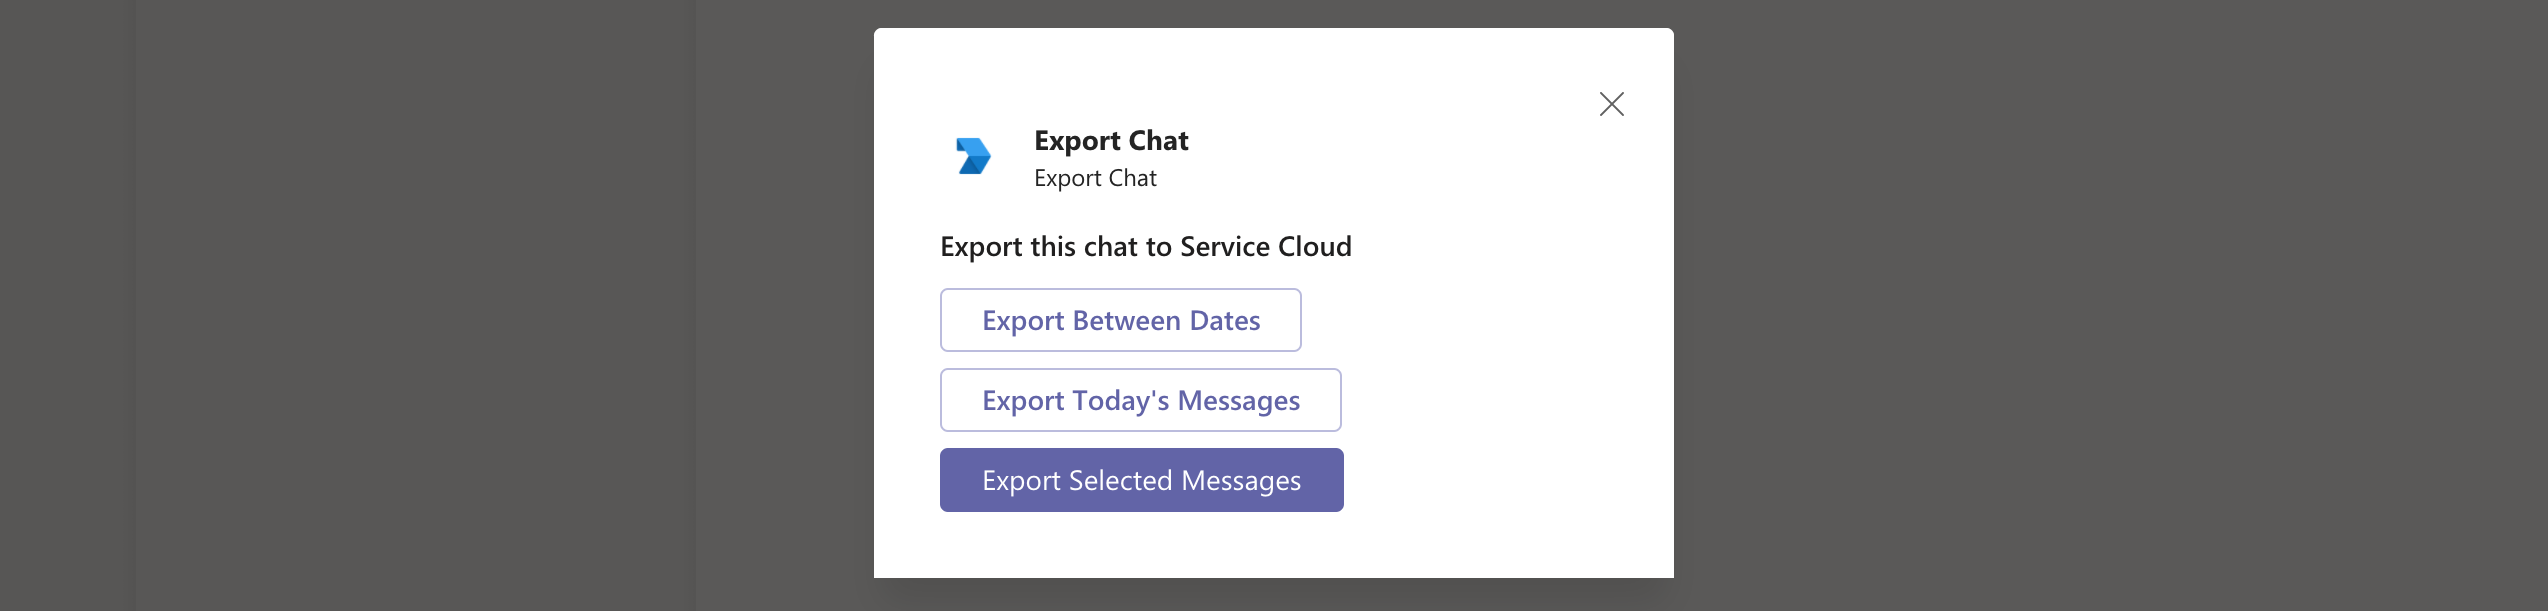 Export Chat
Export Chat
Export this chat to Service Cloud
Export Between Dates
Export Today's Messages
Export Selected Messages